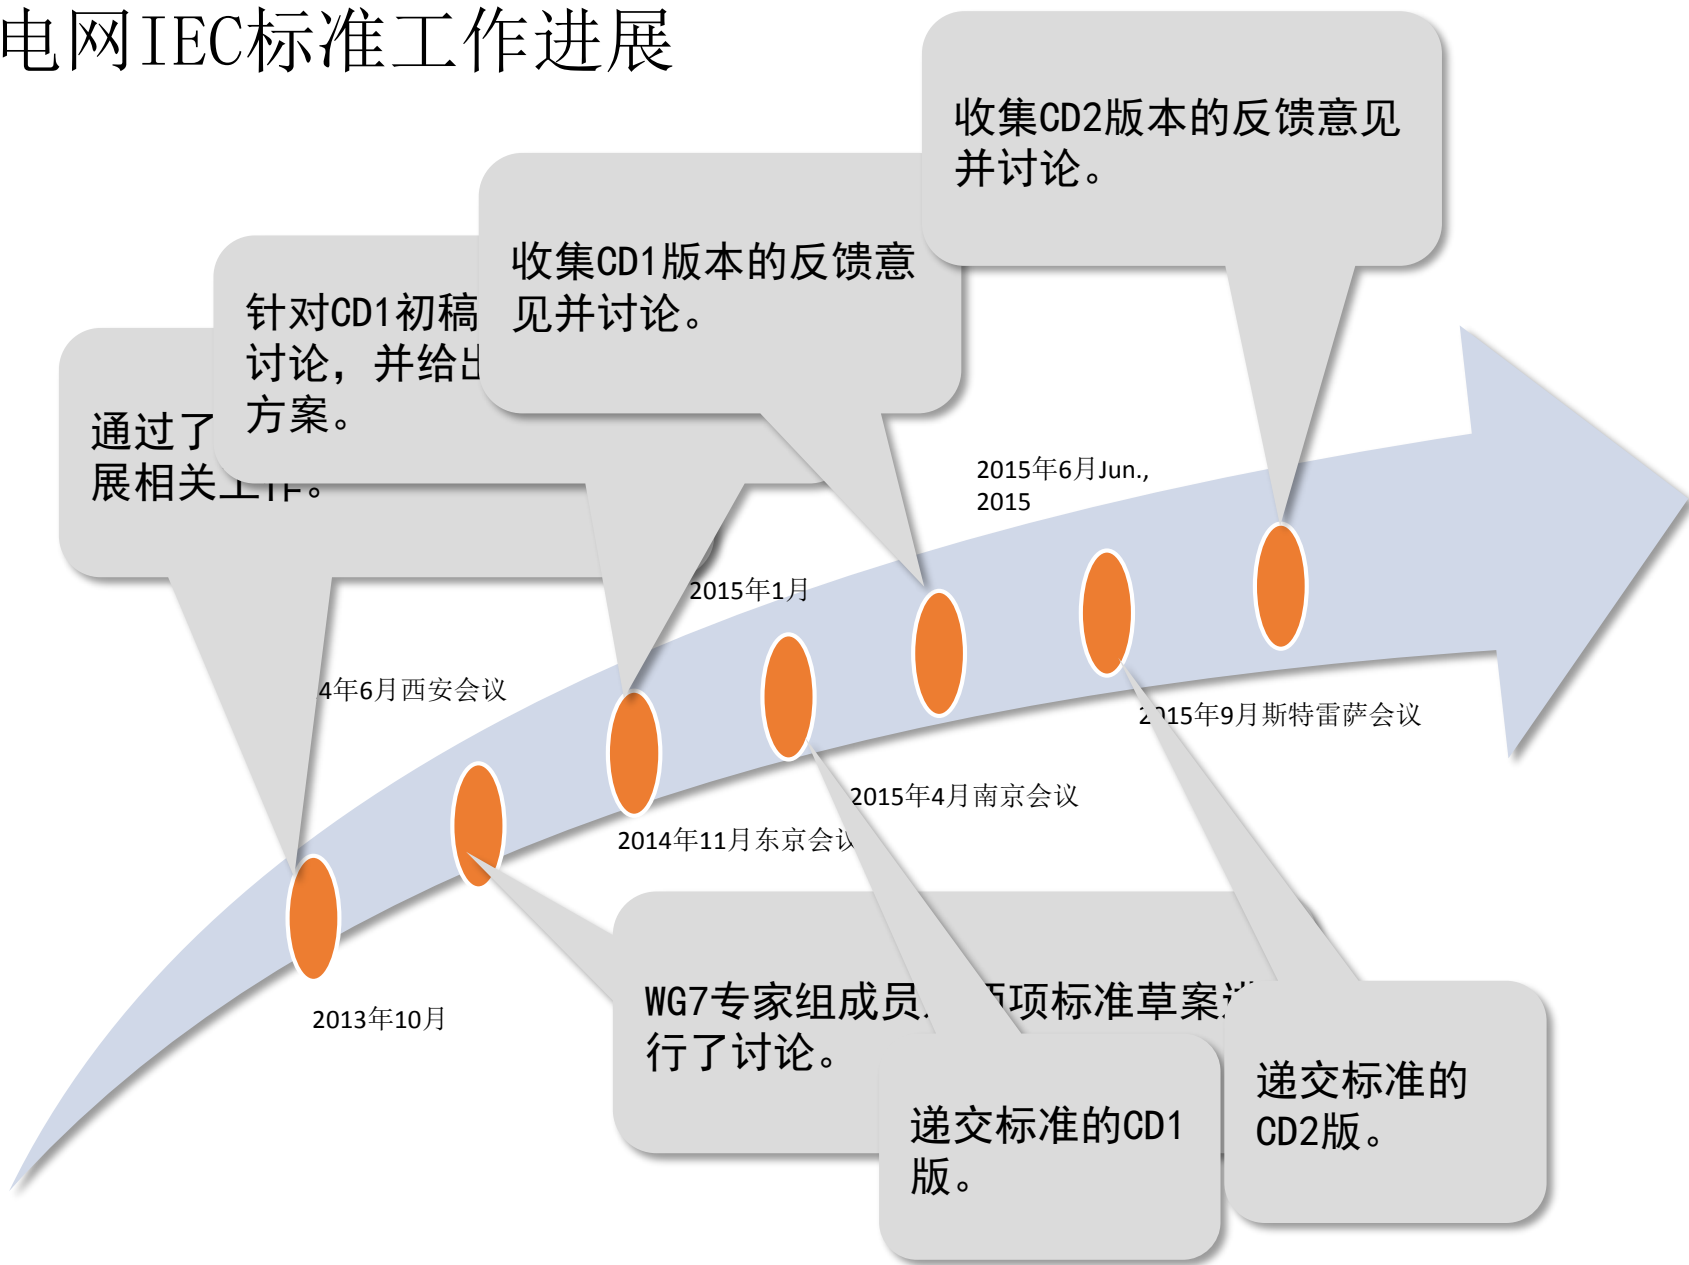 电网IEC标准工作进展
收集CD2版本的反馈意见
并讨论。
收集CD1版本的反馈意
见并讨论。
针对CD1初稿
讨论，并给出
方案。
通过了
展相关工作。
2015年6月Jun.,
2015
2015年1月
4年6月西安会议
2015年9月斯特雷萨会议
2015年4月南京会议
2014年11月东京会议
2013年10月
WG7专家组成员 项标准草案进
行了讨论。
递交标准的CD1
版。
递交标准的
CD2版。